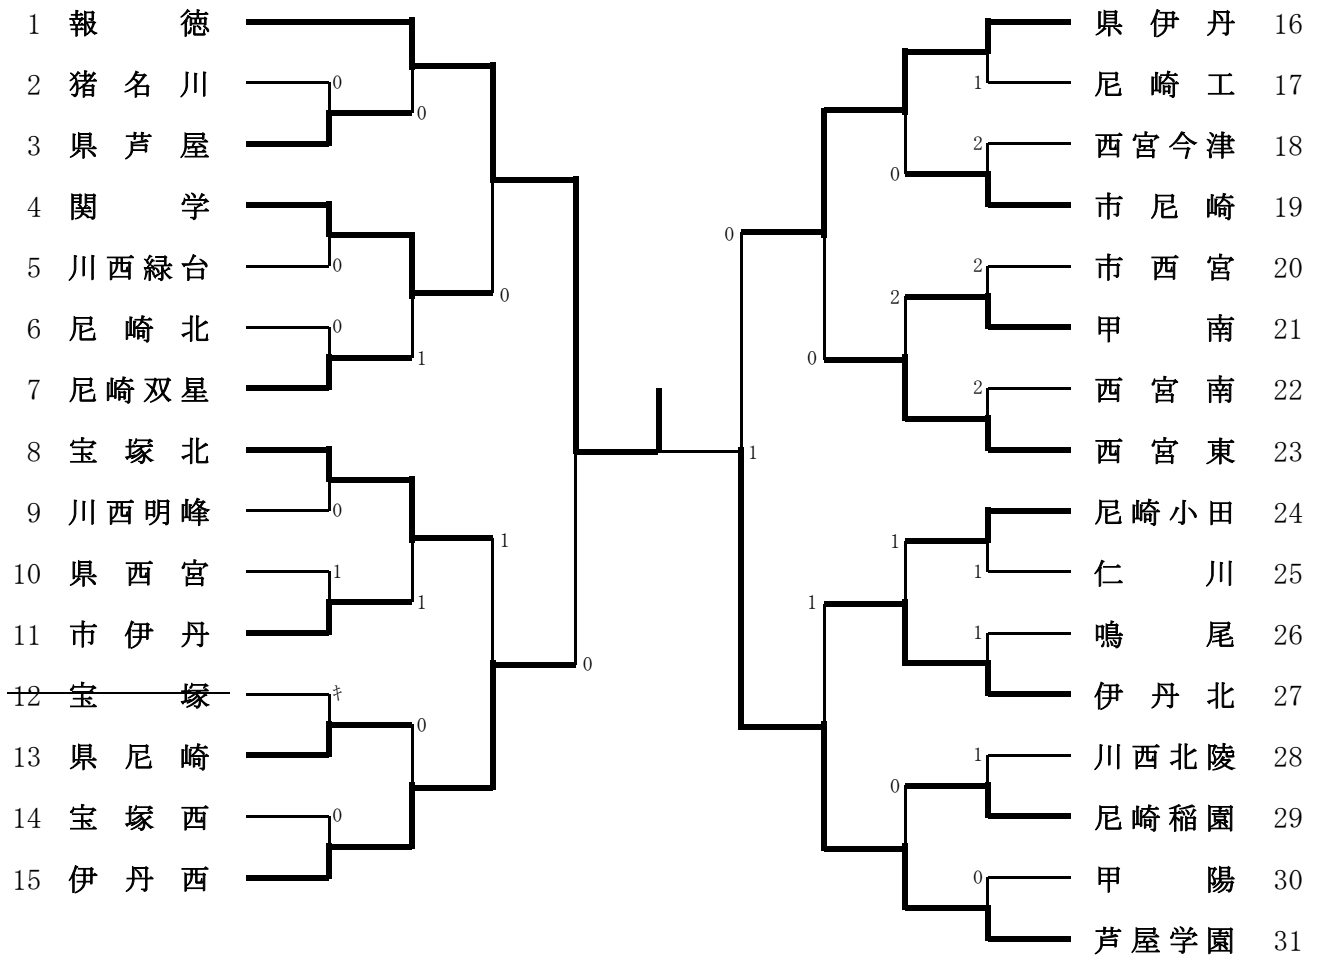 1 報徳
2 猪名川 0
0
3 県芦屋
4 関学
5 川西緑台 0
0
6 尼崎北 0
1
7 尼崎双星
8 宝塚北
9 川西明峰 0
1
10 県西宮 1
1
11 市伊丹
0
12 宝塚 ｷ
0
13 県尼崎
14 宝塚西 0
15 伊丹西
県伊丹 16
1 尼崎工 17
2 西宮今津 18
0
市尼崎 19
0
2 市西宮 20
2
甲南 21
0
2 西宮南 22
1
西宮東 23
尼崎小田 24
1
1 仁川 25
1
1 鳴尾 26
伊丹北 27
1 川西北陵 28
0
尼崎稲園 29
0 甲陽 30
芦屋学園 31